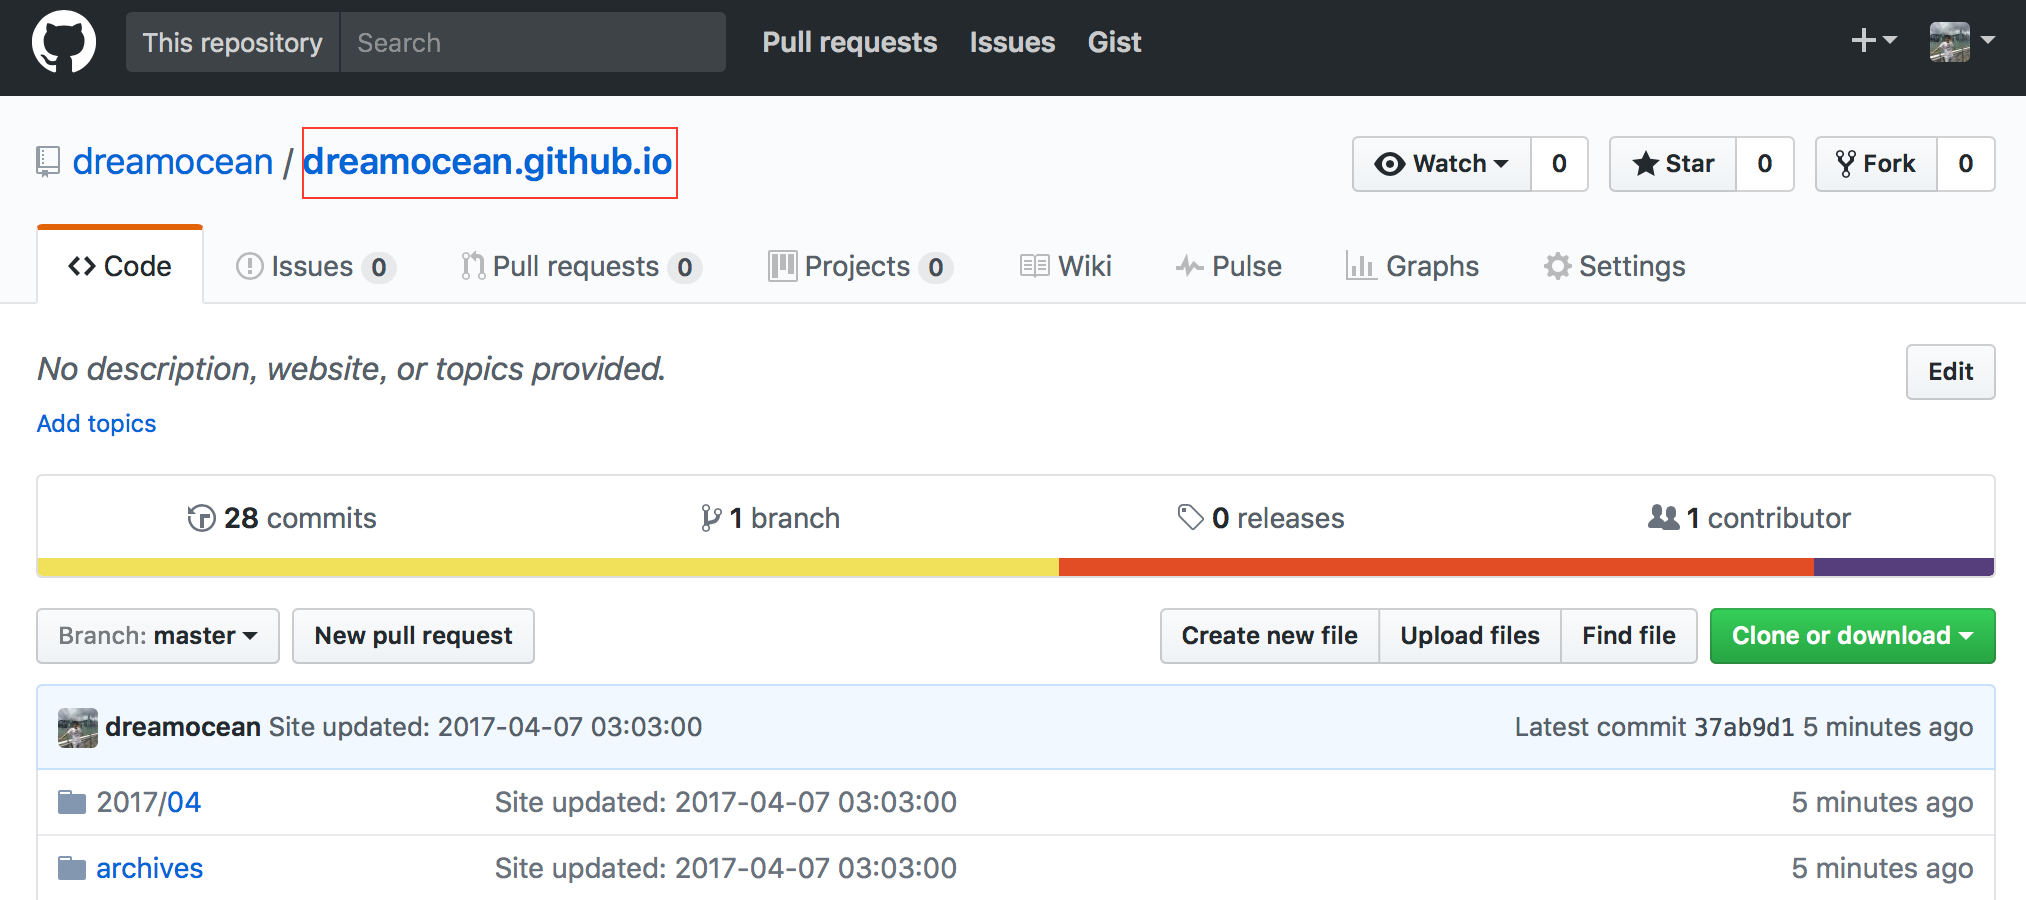 This repository Search Pull requests Issues Gist
dreamocean / dreamocean.github.io Watch 0 Star 0 Fork 0
Code Issues 0 Pull requests 0 Projects 0 Wiki Pulse Graphs Settings
No description, website, or topics provided. Edit
Add topics
28 commits 1 branch 0 releases 1 contributor
Branch: master New pull request Create new file Upload files Find file Clone or download
dreamocean Site updated: 2017-04-07 03:03:00 Latest commit 37ab9d1 5 minutes ago
2017/04 Site updated: 2017-04-07 03:03:00 5 minutes ago
archives Site updated: 2017-04-07 03:03:00 5 minutes ago